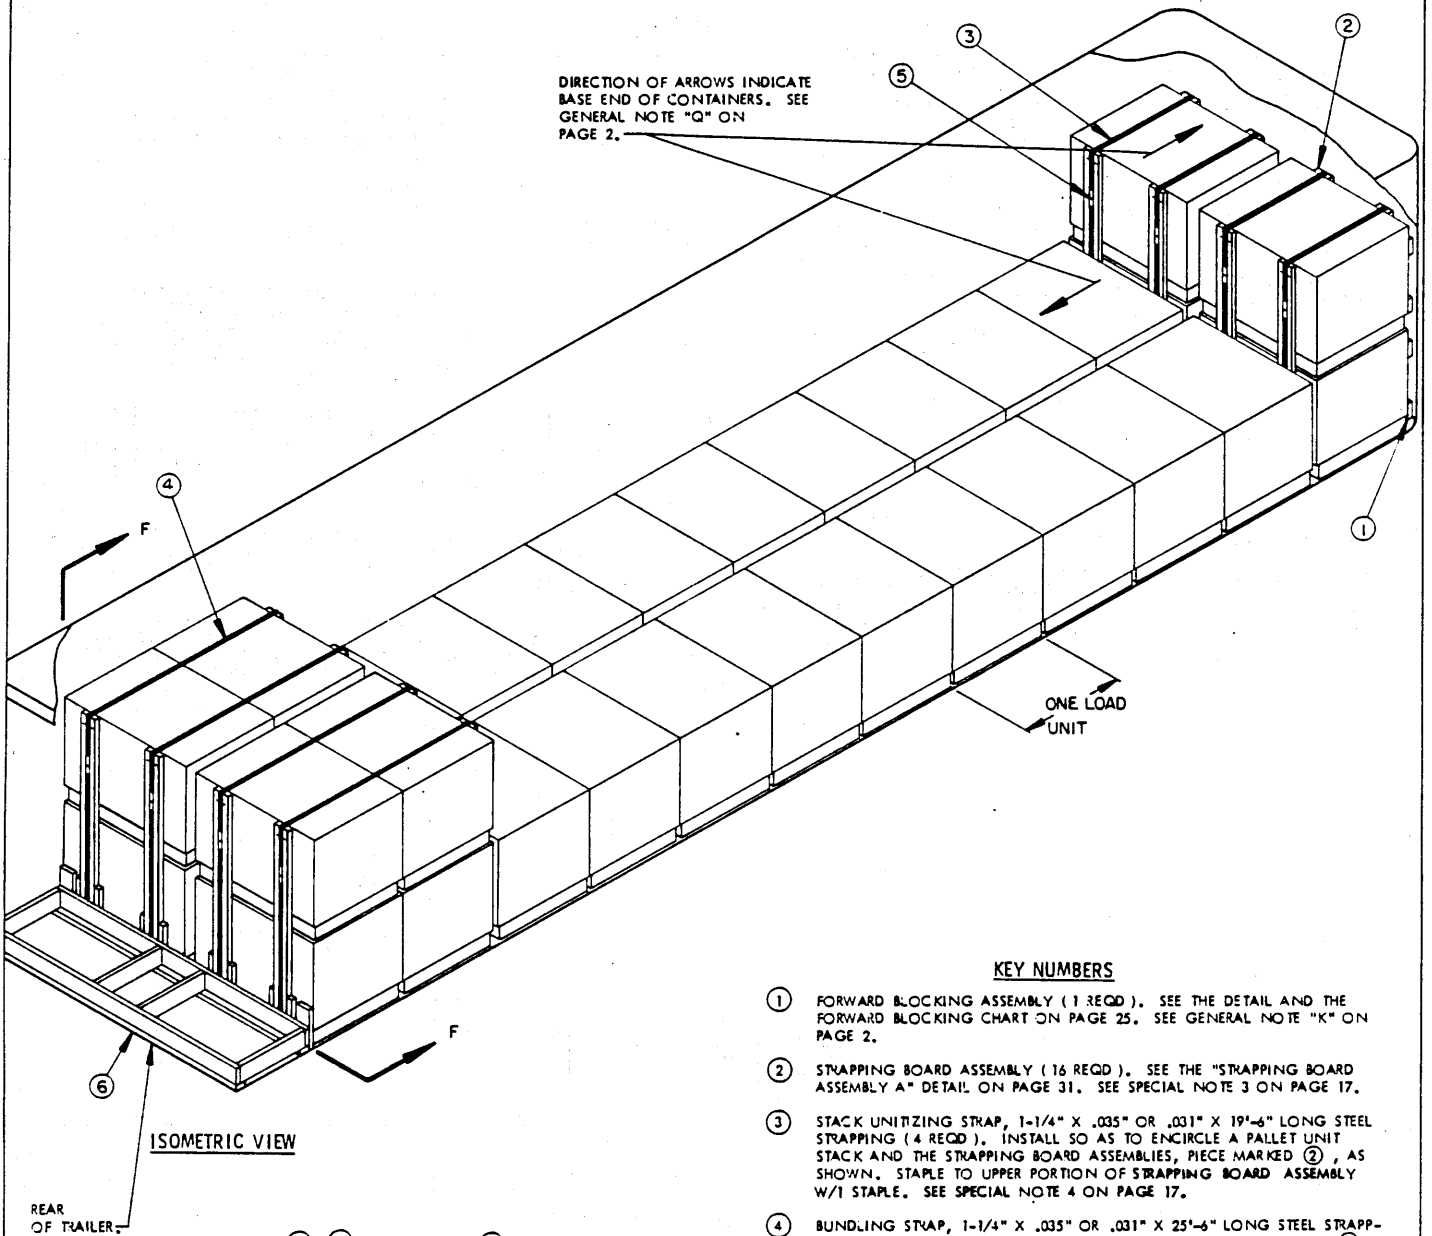 DIRECTION OF ARROWS INDICATE
BASE END OF CONTAINERS. SEE
GENERAL NOTE "Q" ON
PAGE 2.
3
5
2
4
F
1
ONE LOAD
UNIT
F
6
ISOMETRIC VIEW
REAR
OF TRAILER.
KEY NUMBERS
1 FORWARD BLOCKING ASSEMBLY (1 REQD). SEE THE DETAIL AND THE
FORWARD BLOCKING CHART ON PAGE 25. SEE GENERAL NOTE "K" ON
PAGE 2.
2 STRAPPING BOARD ASSEMBLY (16 REQD). SEE THE "STRAPPING BOARD
ASSEMBLY A" DETAIL ON PAGE 31. SEE SPECIAL NOTE 3 ON PAGE 17.
3 STACK UNITIZING STRAP, 1-1/4" X .035" OR .031" X 19'-6" LONG STEEL
STRAPPING (4 REQD). INSTALL SO AS TO ENCIRCLE A PALLET UNIT
STACK AND THE STRAPPING BOARD ASSEMBLIES, PIECE MARKED 2, AS
SHOWN. STAPLE TO UPPER PORTION OF STRAPPING BOARD ASSEMBLY
W/1 STAPLE. SEE SPECIAL NOTE 4 ON PAGE 17.
4 BUNDLING STRAP, 1-1/4" X .035" OR .031" X 25'-6" LONG STEEL STRAPP-